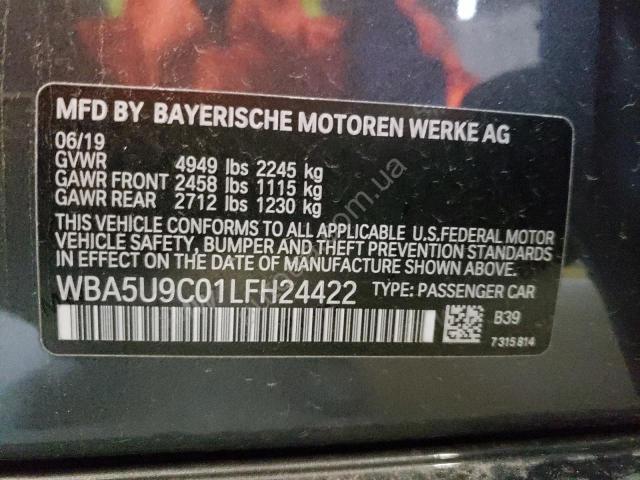 MFD BY BAYERISCHE MOTOREN WERKE AG
06/19
GVWR 4949 lbs 2245 kg
GAWR FRONT 2458 lbs 1115 kg
GAWR REAR 2712 lbs 1230 kg
THIS VEHICLE CONFORMS TO ALL APPLICABLE U.S.FEDERAL MOTOR
VEHICLE SAFETY, BUMPER AND THEFT PREVENTION STANDARDS
IN EFFECT ON THE DATE OF MANUFACTURE SHOWN ABOVE.
WBA5U9C01LFH24422 TYPE: PASSENGER CAR
B39
7315814